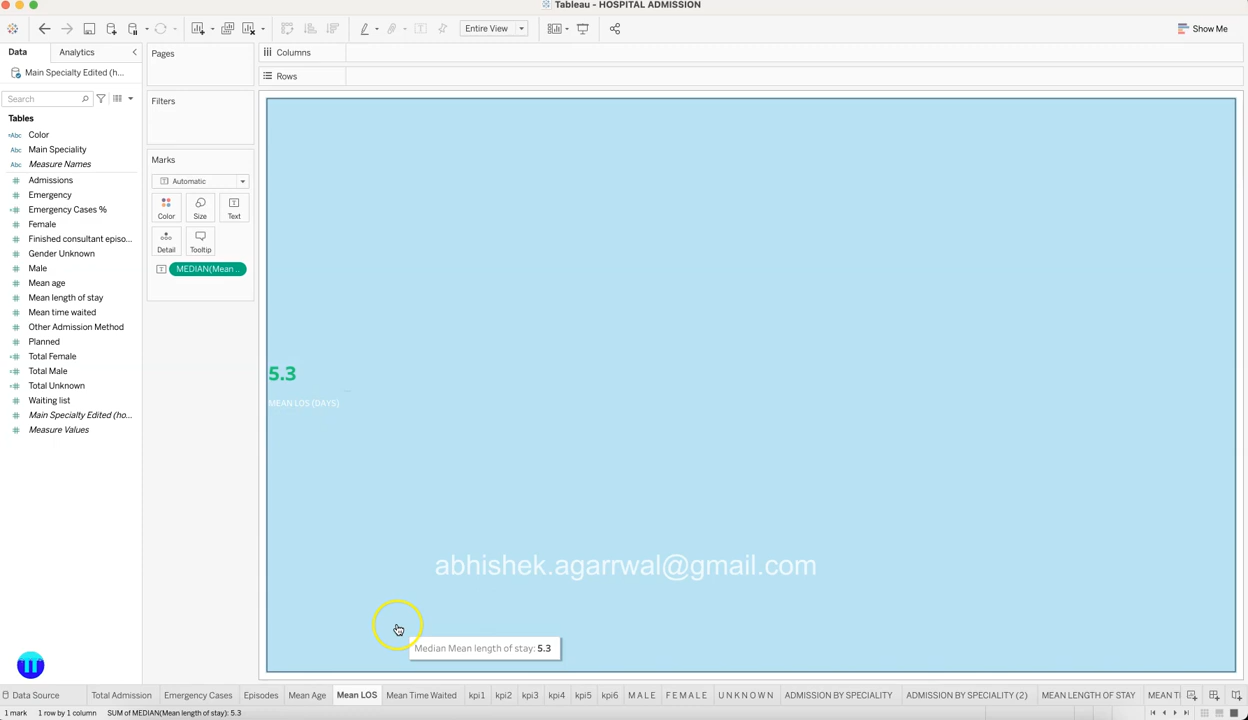 Tableau - HOSPITAL ADMISSION
Entire View
Show Me
Data
Analytics
Pages
Columns
Main Specialty Edited (h...
Rows
Search
Filters
Tables
Abc Color
Abc Main Speciality
Abc Measure Names
Admissions
Emergency
Emergency Cases %
Female
Finished consultant episo...
Gender Unknown
Male
Mean age
Mean length of stay
Mean time waited
Other Admission Method
Planned
Total Female
Total Male
Total Unknown
Waiting list
Main Specialty Edited (ho...
Measure Values
Marks
Automatic
Color
Size
Text
Detail
Tooltip
MEDIAN(Mean..
5.3
MEAN LOS (DAYS)
abhishek.agarrwal@gmail.com
Median Mean length of stay: 5.3
Data Source
Total Admission
Emergency Cases
Episodes
Mean Age
Mean LOS
Mean Time Waited
kpi1
kpi2
kpi3
kpi4
kpi5
kpi6
M A L E
F E M A L E
U N K N O W N
ADMISSION BY SPECIALITY
ADMISSION BY SPECIALITY (2)
MEAN LENGTH OF STAY
MEAN TI
1 mark
1 row by 1 column
SUM of MEDIAN(Mean length of stay): 5.3